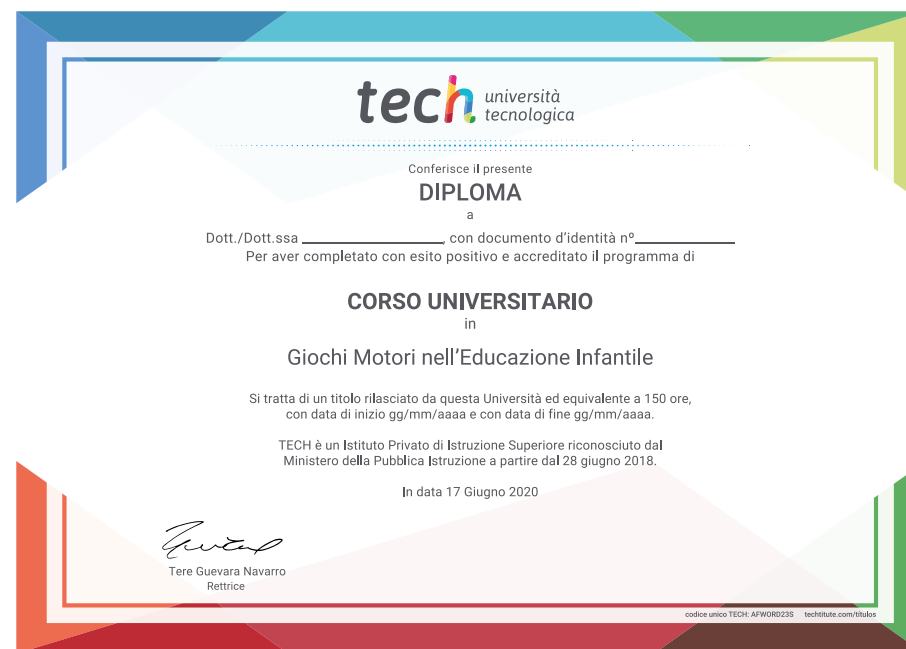 tech università
tecnologica
Conferisce il presente
DIPLOMA
a
Dott./Dott.ssa ____________________, con documento d'identità nº______________
Per aver completato con esito positivo e accreditato il programma di
CORSO UNIVERSITARIO
in
Giochi Motori nell'Educazione Infantile
Si tratta di un titolo rilasciato da questa Università ed equivalente a 150 ore,
con data di inizio gg/mm/aaaa e con data di fine gg/mm/aaaa.
TECH è un Istituto Privato di Istruzione Superiore riconosciuto dal
Ministero della Pubblica Istruzione a partire dal 28 giugno 2018.
In data 17 Giugno 2020
Tere Guevara Navarro
Rettrice
codice unico TECH: AFWORD23S techtitute.com/titulos